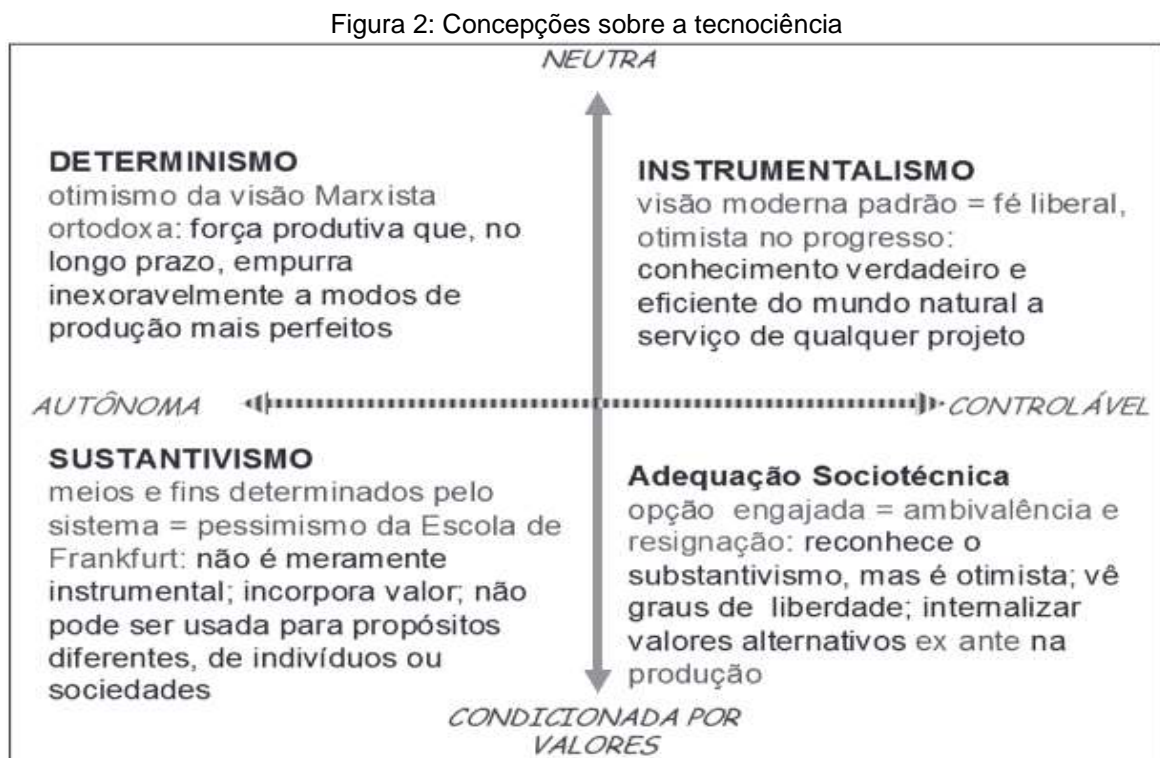 Figura 2: Concepções sobre a tecnociência
NEUTRA
DETERMINISMO
otimismo da visão Marxista
ortodoxa: força produtiva que, no
longo prazo, empurra
inexoravelmente a modos de
produção mais perfeitos
INSTRUMENTALISMO
visão moderna padrão = fé liberal,
otimista no progresso:
conhecimento verdadeiro e
eficiente do mundo natural a
serviço de qualquer projeto
AUTÔNOMA
CONTROLÁVEL
SUSTANTIVISMO
meios e fins determinados pelo
sistema = pessimismo da Escola de
Frankfurt: não é meramente
instrumental; incorpora valor; não
pode ser usada para propósitos
diferentes, de indivíduos ou
sociedades
Adequação Sociotécnica
opção engajada = ambivalência e
resignação: reconhece o
substantivismo, mas é otimista; vê
graus de liberdade; internalizar
valores alternativos ex ante na
produção
CONDICIONADA POR
VALORES